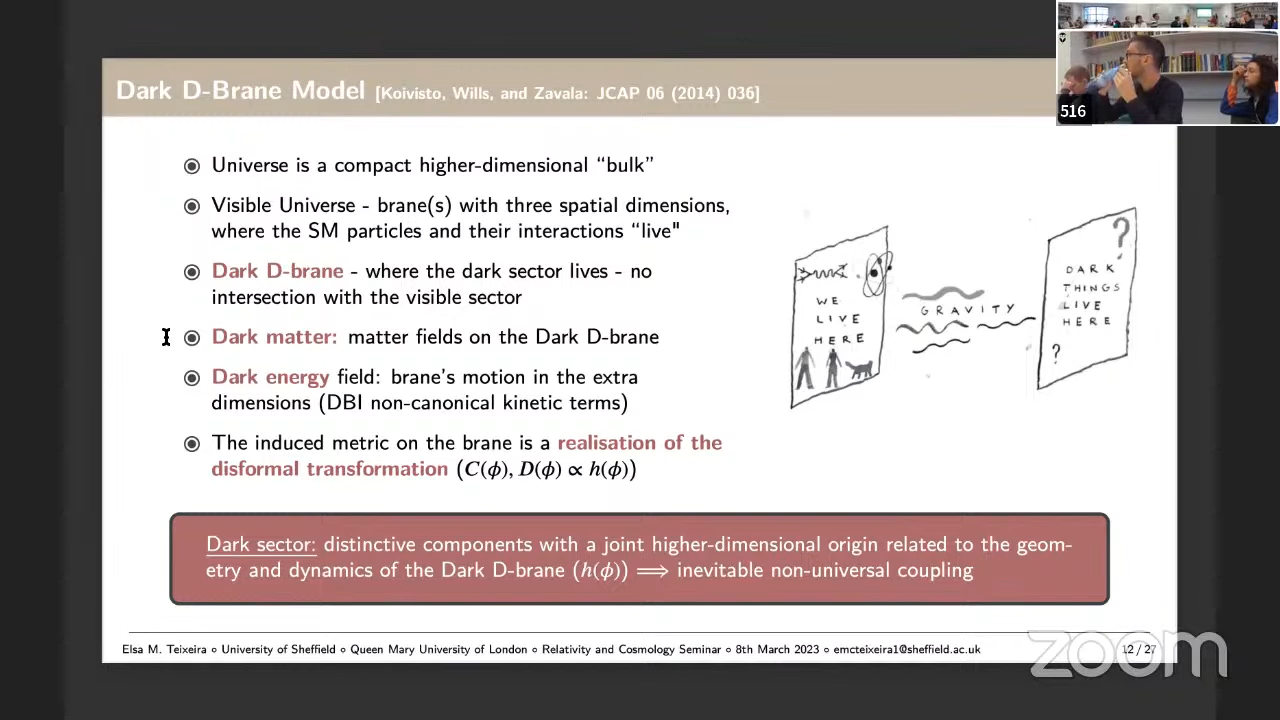 Dark D-Brane Model [Koivisto, Wills, and Zavala: JCAP 06 (2014) 036]
516
Universe is a compact higher-dimensional “bulk”
Visible Universe - brane(s) with three spatial dimensions,
where the SM particles and their interactions “live"
Dark D-brane - where the dark sector lives - no
intersection with the visible sector
Dark matter: matter fields on the Dark D-brane
Dark energy field: brane's motion in the extra
dimensions (DBI non-canonical kinetic terms)
The induced metric on the brane is a realisation of the
disformal transformation (C(ϕ), D(ϕ) ∝ h(ϕ))
WE
LIVE
HERE
GRAVITY
?
DARK
THINGS
LIVE
HERE
?
Dark sector: distinctive components with a joint higher-dimensional origin related to the geom-
etry and dynamics of the Dark D-brane (h(ϕ)) ⟹ inevitable non-universal coupling
Elsa M. Teixeira ∘ University of Sheffield ∘ Queen Mary University of London ∘ Relativity and Cosmology Seminar ∘ 8th March 2023 ∘ emcteixeira1@sheffield.ac.uk
12 / 27
zoom